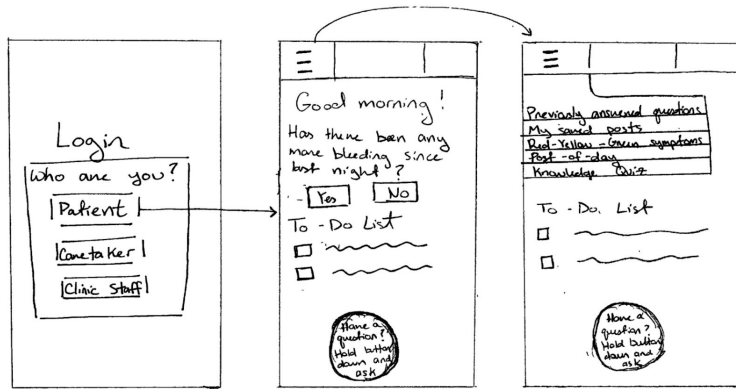 Login
Who are you?
Patient
Caretaker
Clinic Staff
Good morning!
Has there been any
more bleeding since
last night?
Yes
No
To-Do List
Have a
question?
Hold button
down and
ask
Previously answered questions
My saved posts
Red-Yellow-Green symptoms
Post-of-day
Knowledge Quiz
To-Do List
Have a
question?
Hold button
down and
ask